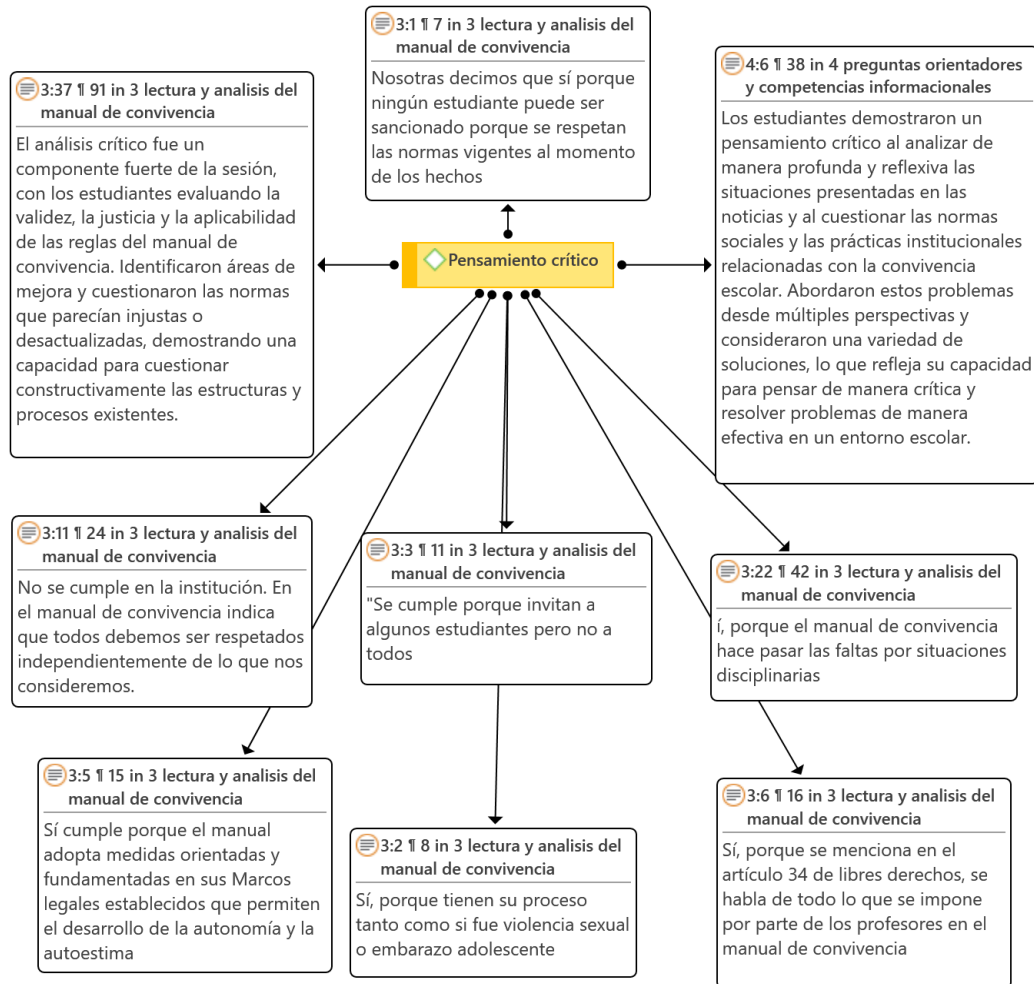 3:1 ¶ 7 in 3 lectura y analisis del
manual de convivencia
Nosotras decimos que sí porque
ningún estudiante puede ser
sancionado porque se respetan
las normas vigentes al momento
de los hechos
3:37 ¶ 91 in 3 lectura y analisis del
manual de convivencia
El análisis crítico fue un
componente fuerte de la sesión,
con los estudiantes evaluando la
validez, la justicia y la aplicabilidad
de las reglas del manual de
convivencia. Identificaron áreas de
mejora y cuestionaron las normas
que parecían injustas o
desactualizadas, demostrando una
capacidad para cuestionar
constructivamente las estructuras y
procesos existentes.
4:6 ¶ 38 in 4 preguntas orientadores
y competencias informacionales
Los estudiantes demostraron un
pensamiento crítico al analizar de
manera profunda y reflexiva las
situaciones presentadas en las
noticias y al cuestionar las normas
sociales y las prácticas institucionales
relacionadas con la convivencia
escolar. Abordaron estos problemas
desde múltiples perspectivas y
consideraron una variedad de
soluciones, lo que refleja su capacidad
para pensar de manera crítica y
resolver problemas de manera
efectiva en un entorno escolar.
Pensamiento crítico
3:11 ¶ 24 in 3 lectura y analisis del
manual de convivencia
No se cumple en la institución. En
el manual de convivencia indica
que todos debemos ser respetados
independientemente de lo que nos
consideremos.
3:3 ¶ 11 in 3 lectura y analisis del
manual de convivencia
"Se cumple porque invitan a
algunos estudiantes pero no a
todos
3:22 ¶ 42 in 3 lectura y analisis del
manual de convivencia
í, porque el manual de convivencia
hace pasar las faltas por situaciones
disciplinarias
3:5 ¶ 15 in 3 lectura y analisis del
manual de convivencia
Sí cumple porque el manual
adopta medidas orientadas y
fundamentadas en sus Marcos
legales establecidos que permiten
el desarrollo de la autonomía y la
autoestima
3:2 ¶ 8 in 3 lectura y analisis del
manual de convivencia
Sí, porque tienen su proceso
tanto como si fue violencia sexual
o embarazo adolescente
3:6 ¶ 16 in 3 lectura y analisis del
manual de convivencia
Sí, porque se menciona en el
artículo 34 de libres derechos, se
habla de todo lo que se impone
por parte de los profesores en el
manual de convivencia